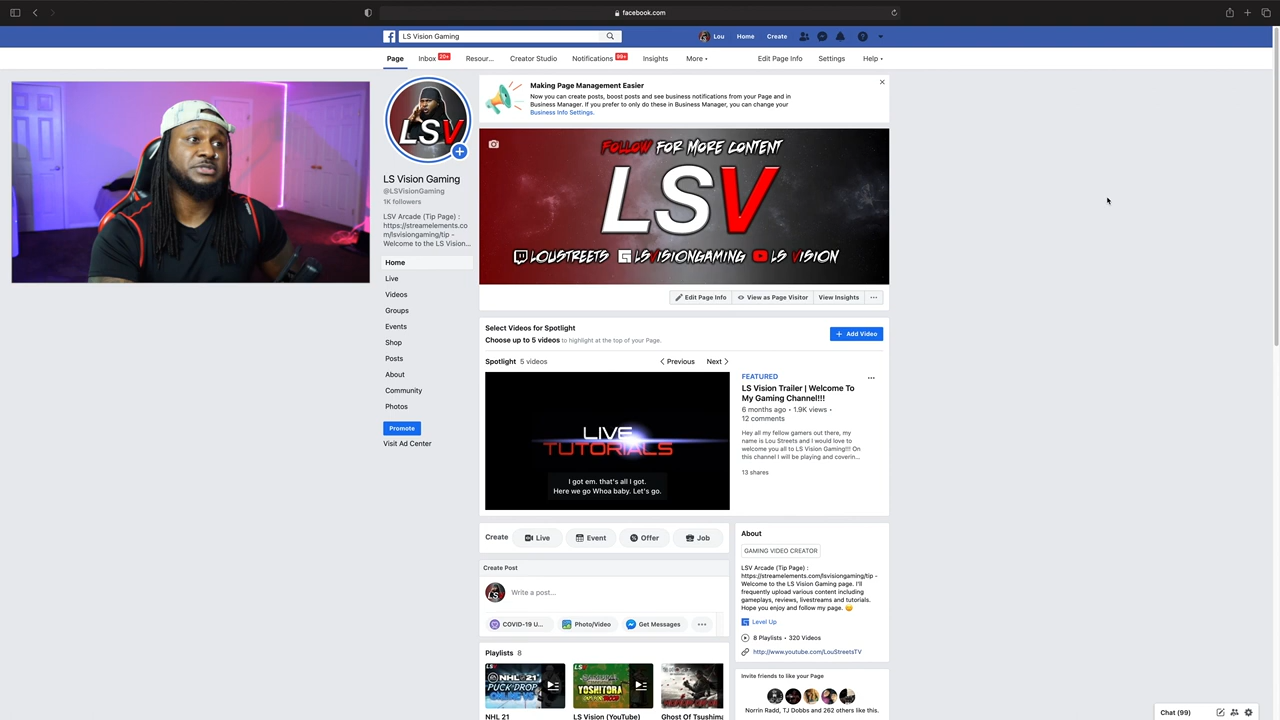 facebook.com
LS Vision Gaming
Lou
Home
Create
Page
Inbox
20+
Resour...
Creator Studio
Notifications
99+
Insights
More
Edit Page Info
Settings
Help
Making Page Management Easier
Now you can create posts, boost posts and see business notifications from your Page and in
Business Manager. If you prefer to only do these in Business Manager, you can change your
Business Info Settings.
LSV
LS Vision Gaming
@LSVisionGaming
1K followers
LSV Arcade (Tip Page) :
https://streamelements.co
m/lsvisiongaming/tip -
Welcome to the LS Vision...
Home
Live
Videos
Groups
Events
Shop
Posts
About
Community
Photos
Promote
Visit Ad Center
FOLLOW FOR MORE CONTENT
LSV
LOUSTREETS
LSVISIONGAMING
LS VISION
Edit Page Info
View as Page Visitor
View Insights
Select Videos for Spotlight
Choose up to 5 videos to highlight at the top of your Page.
+ Add Video
Spotlight 5 videos
Previous
Next
LIVE
TUTORIALS
I got em. that's all I got.
Here we go Whoa baby. Let's go.
FEATURED
LS Vision Trailer | Welcome To
My Gaming Channel!!!
6 months ago • 1.9K views •
12 comments
Hey all my fellow gamers out there, my
name is Lou Streets and I would love to
welcome you all to LS Vision Gaming!!! On
this channel I will be playing and coverin...
13 shares
Create
Live
Event
Offer
Job
Create Post
Write a post...
COVID-19 U...
Photo/Video
Get Messages
Playlists 8
NHL 21
PUCK DROP
ONLINE
YOSHITORA
NHL 21
LS Vision (YouTube)
Ghost Of Tsushima
About
GAMING VIDEO CREATOR
LSV Arcade (Tip Page) :
https://streamelements.com/lsvisiongaming/tip -
Welcome to the LS Vision Gaming page. I'll
frequently upload various content including
gameplays, reviews, livestreams and tutorials.
Hope you enjoy and follow my page. 😊
Level Up
8 Playlists • 320 Videos
http://www.youtube.com/LouStreetsTV
Invite friends to like your Page
Norrin Radd, TJ Dobbs and 262 others like this.
Chat (99)